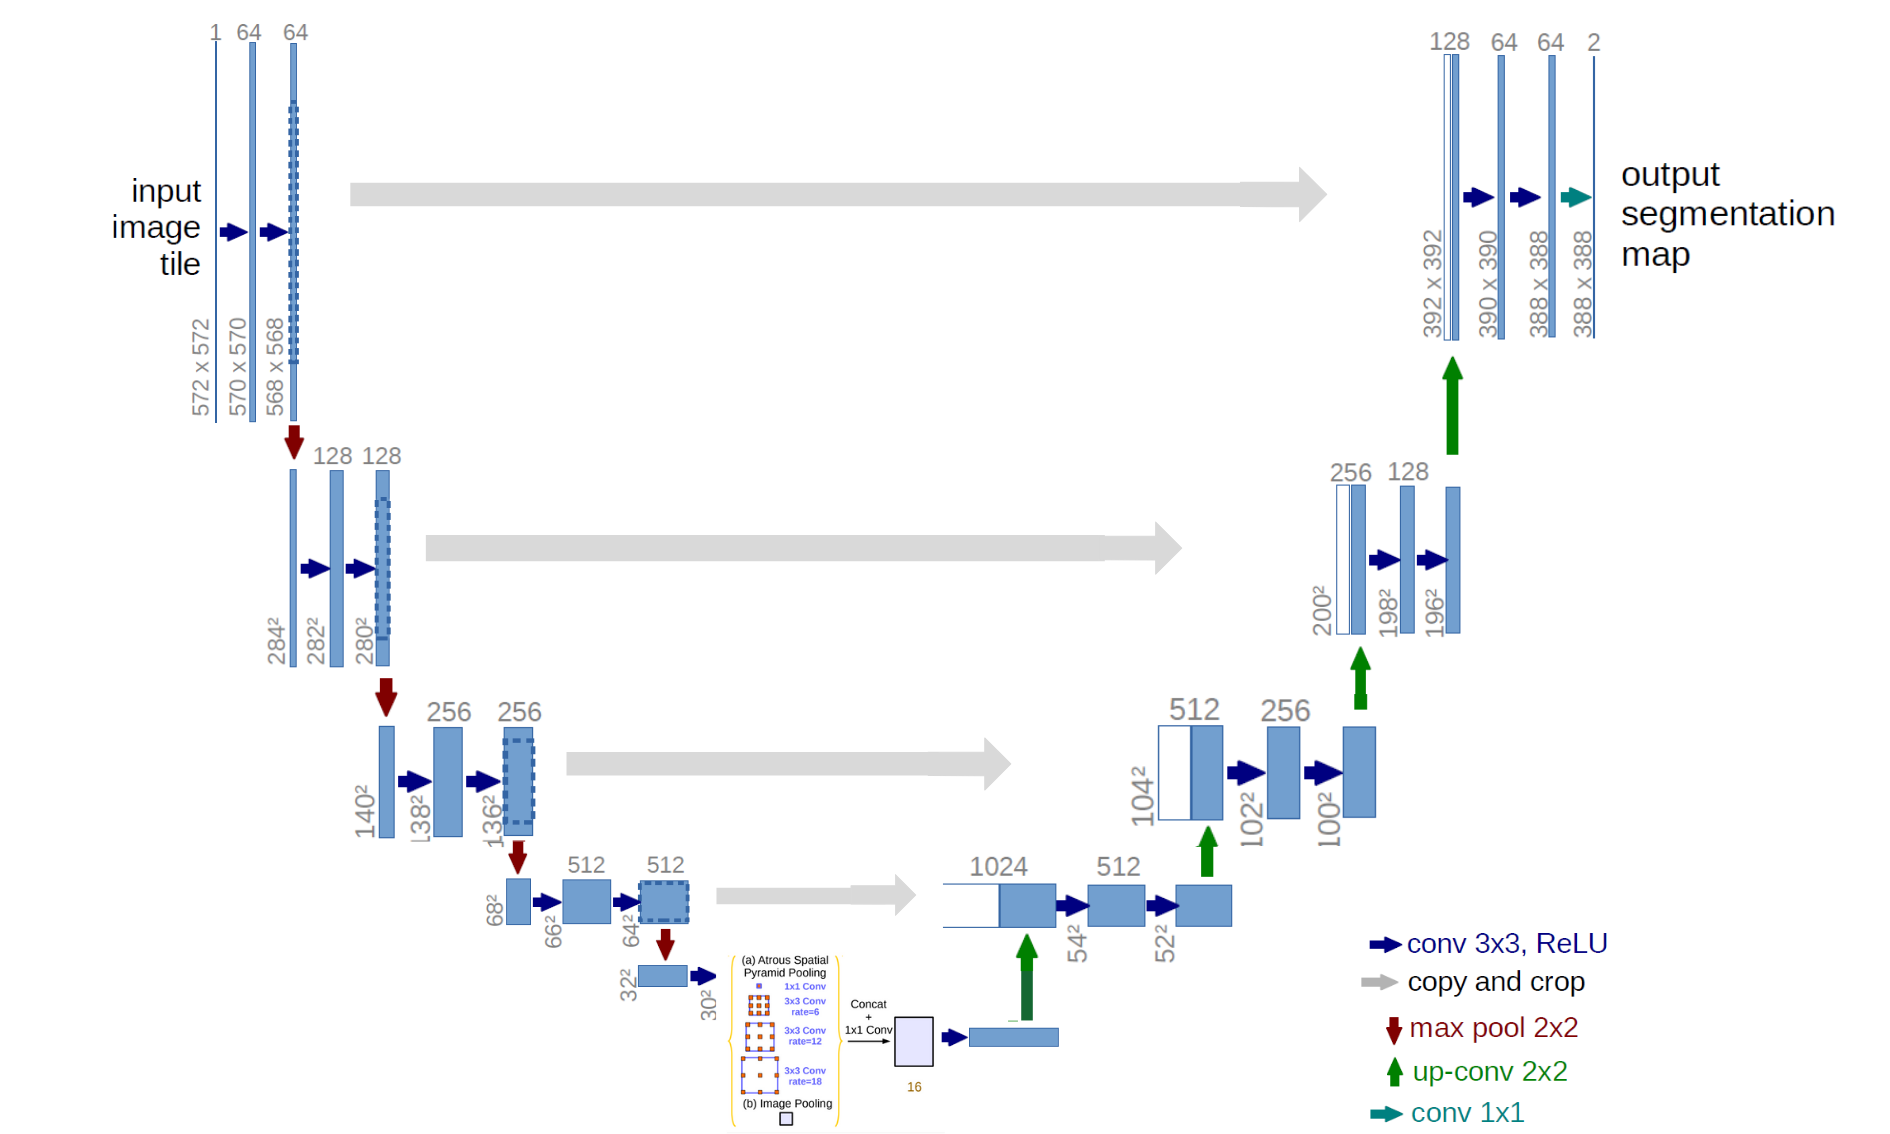 1 64 64
128 64 64 2
input
image
tile
output
segmentation
map
572 x 572
570 x 570
568 x 568
392 x 392
390 x 390
388 x 388
388 x 388
128 128
256 128
284²
282²
280²
200²
198²
196²
256 256
512 256
140²
138²
136²
104²
102²
100²
512 512
1024 512
68²
66²
64²
54²
52²
32²
30²
(a) Atrous Spatial
Pyramid Pooling
1x1 Conv
3x3 Conv
rate=6
3x3 Conv
rate=12
3x3 Conv
rate=18
(b) Image Pooling
Concat
+
1x1 Conv
16
conv 3x3, ReLU
copy and crop
max pool 2x2
up-conv 2x2
conv 1x1